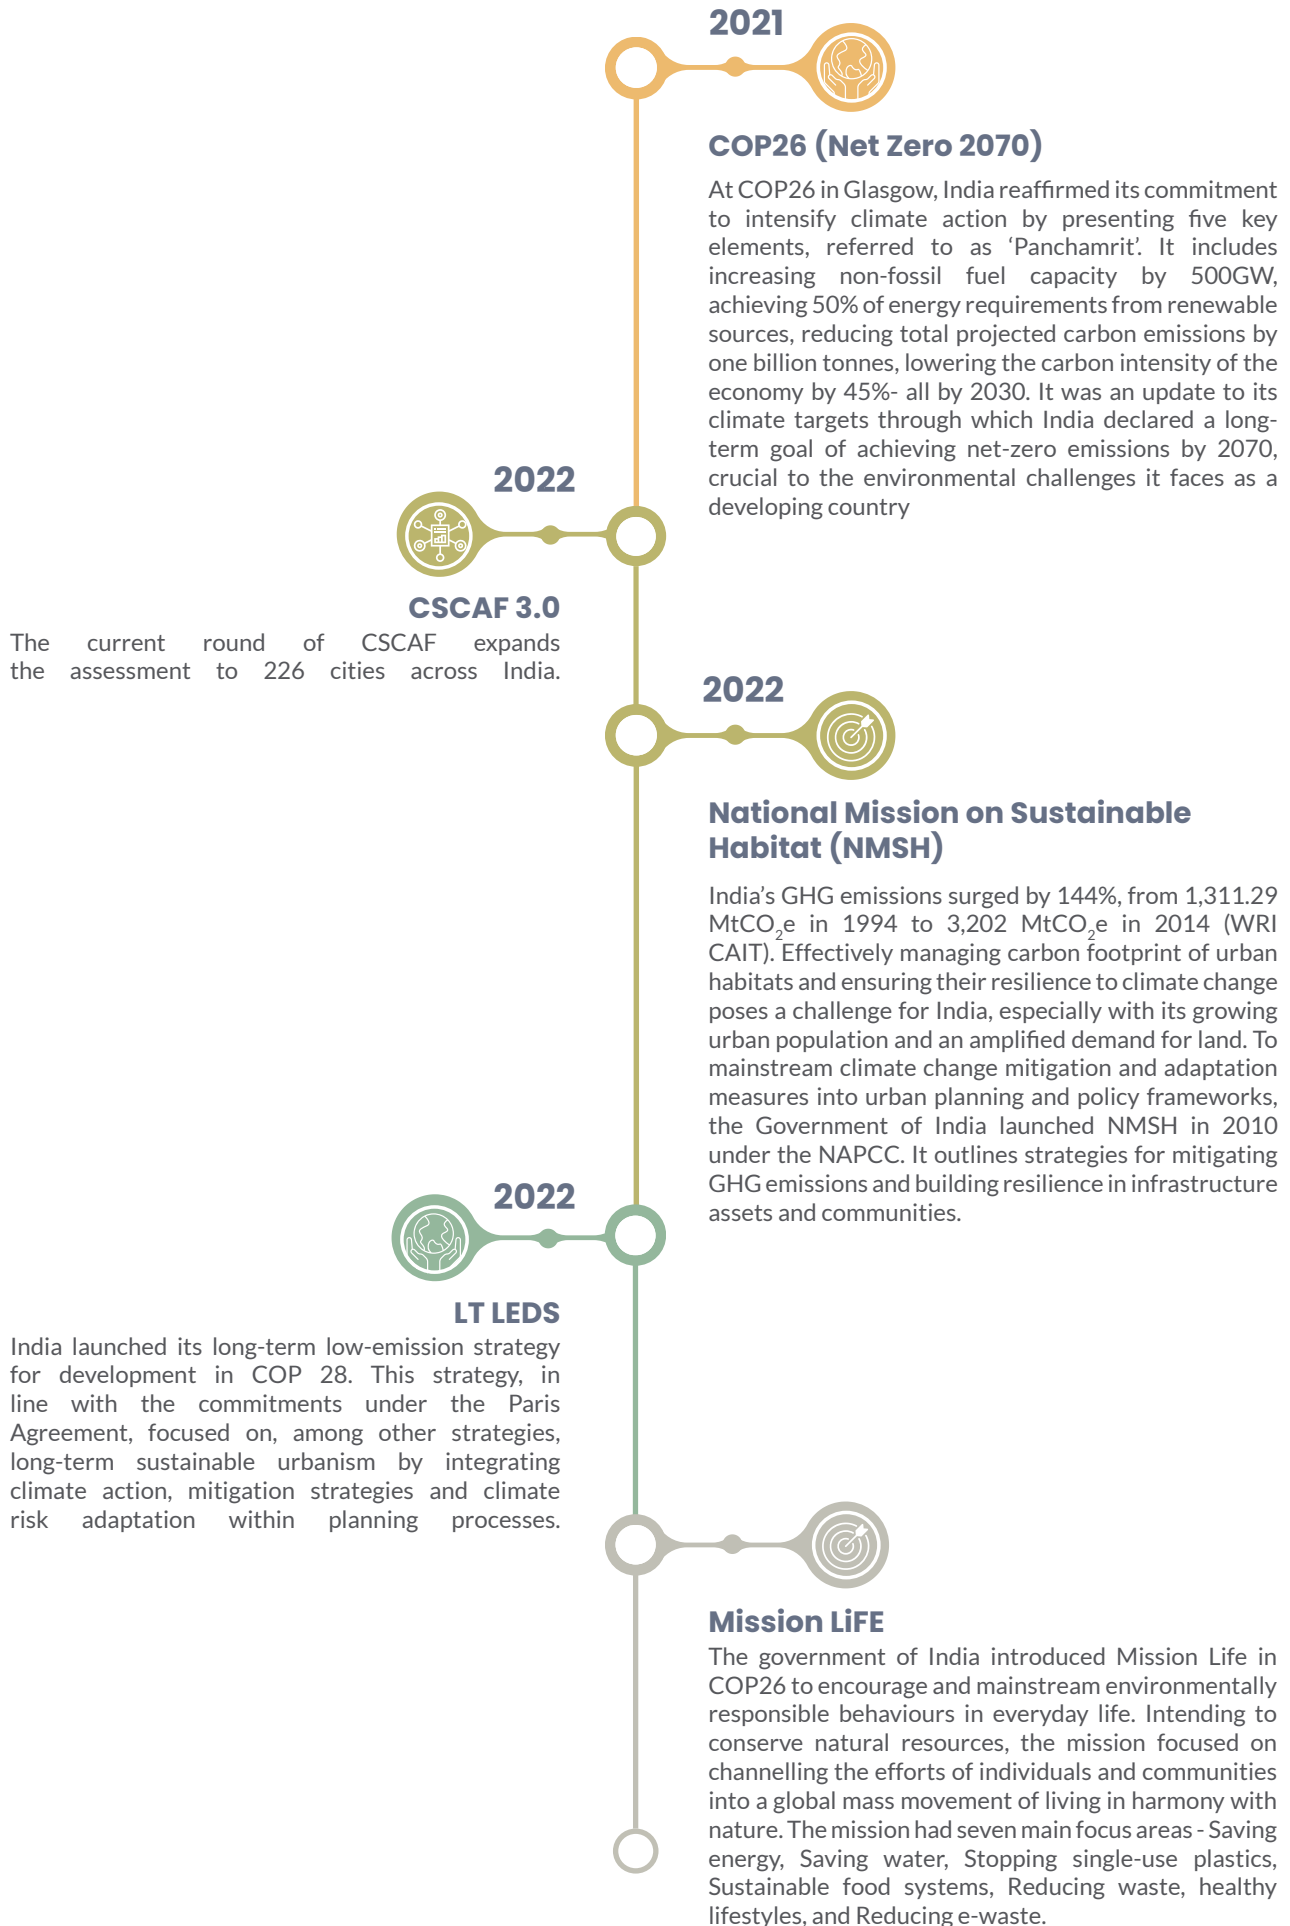 2021
COP26 (Net Zero 2070)
At COP26 in Glasgow, India reaffirmed its commitment
to intensify climate action by presenting five key
elements, referred to as ‘Panchamrit’. It includes
increasing non-fossil fuel capacity by 500GW,
achieving 50% of energy requirements from renewable
sources, reducing total projected carbon emissions by
one billion tonnes, lowering the carbon intensity of the
economy by 45%- all by 2030. It was an update to its
climate targets through which India declared a long-
term goal of achieving net-zero emissions by 2070,
crucial to the environmental challenges it faces as a
developing country
2022
CSCAF 3.0
The current round of CSCAF expands
the assessment to 226 cities across India.
2022
National Mission on Sustainable
Habitat (NMSH)
India’s GHG emissions surged by 144%, from 1,311.29
MtCO₂e in 1994 to 3,202 MtCO₂e in 2014 (WRI
CAIT). Effectively managing carbon footprint of urban
habitats and ensuring their resilience to climate change
poses a challenge for India, especially with its growing
urban population and an amplified demand for land. To
mainstream climate change mitigation and adaptation
measures into urban planning and policy frameworks,
the Government of India launched NMSH in 2010
under the NAPCC. It outlines strategies for mitigating
GHG emissions and building resilience in infrastructure
assets and communities.
2022
LT LEDS
India launched its long-term low-emission strategy
for development in COP 28. This strategy, in
line with the commitments under the Paris
Agreement, focused on, among other strategies,
long-term sustainable urbanism by integrating
climate action, mitigation strategies and climate
risk adaptation within planning processes.
Mission LiFE
The government of India introduced Mission Life in
COP26 to encourage and mainstream environmentally
responsible behaviours in everyday life. Intending to
conserve natural resources, the mission focused on
channelling the efforts of individuals and communities
into a global mass movement of living in harmony with
nature. The mission had seven main focus areas - Saving
energy, Saving water, Stopping single-use plastics,
Sustainable food systems, Reducing waste, healthy
lifestyles, and Reducing e-waste.